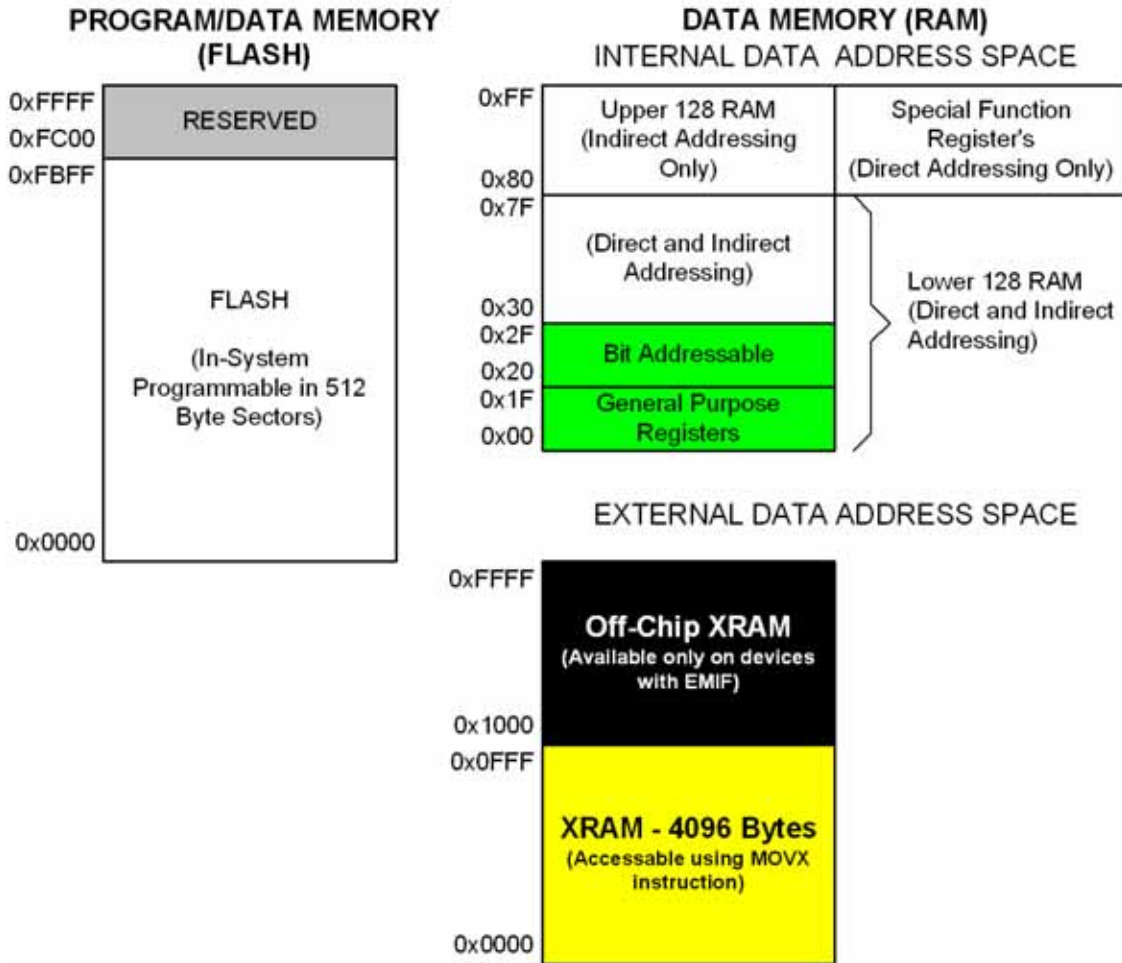 PROGRAM/DATA MEMORY
(FLASH)
0xFFFF
RESERVED
0xFC00
0xFBFF
FLASH
(In-System
Programmable in 512
Byte Sectors)
0x0000
DATA MEMORY (RAM)
INTERNAL DATA ADDRESS SPACE
0xFF
Upper 128 RAM
(Indirect Addressing
Only)
0x80
Special Function
Register's
(Direct Addressing Only)
0x7F
(Direct and Indirect
Addressing)
0x30
Lower 128 RAM
(Direct and Indirect
Addressing)
0x2F
Bit Addressable
0x20
0x1F
General Purpose
Registers
0x00
EXTERNAL DATA ADDRESS SPACE
0xFFFF
Off-Chip XRAM
(Available only on devices
with EMIF)
0x1000
0x0FFF
XRAM - 4096 Bytes
(Accessable using MOVX
instruction)
0x0000